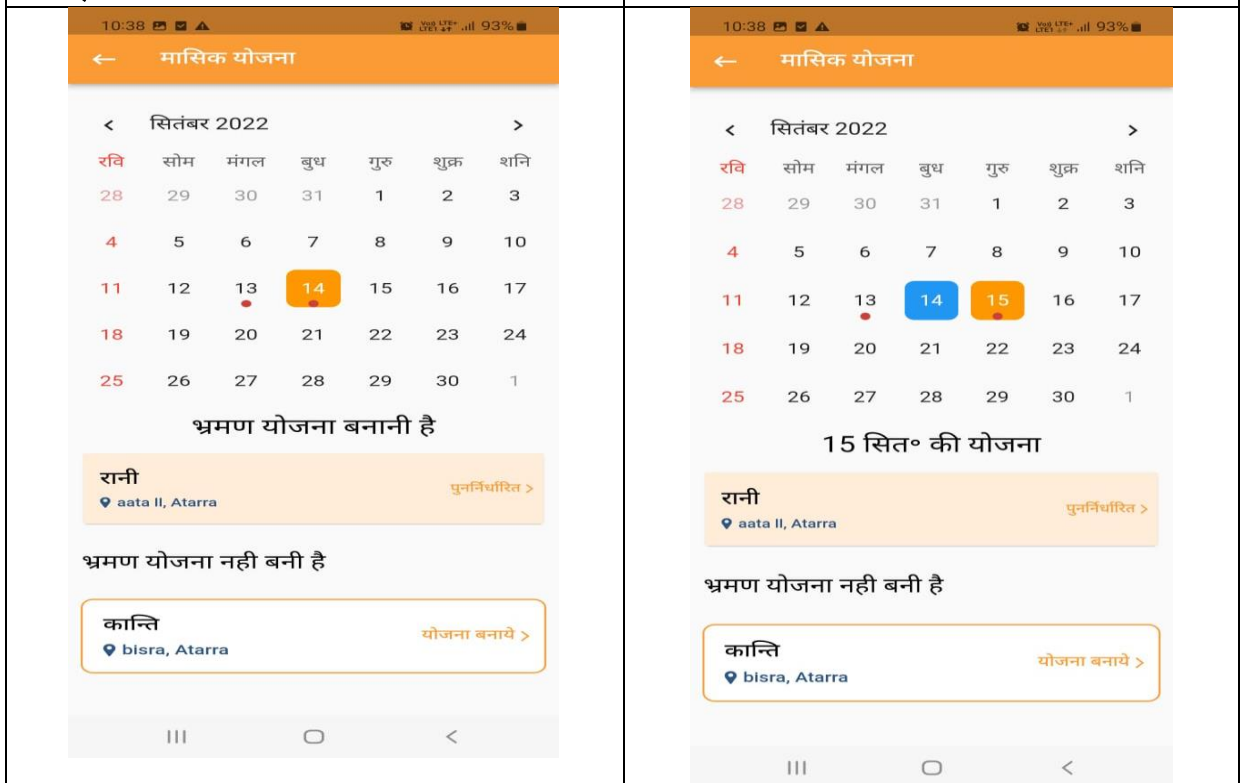 10:38 93%
मासिक योजना
< सितंबर 2022 >
रवि सोम मंगल बुध गुरु शुक्र शनि
28 29 30 31 1 2 3
4 5 6 7 8 9 10
11 12 13 14 15 16 17
18 19 20 21 22 23 24
25 26 27 28 29 30 1
भ्रमण योजना बनानी है
रानी
पुनर्निर्धारित >
aata II, Atarra
भ्रमण योजना नही बनी है
कान्ति
योजना बनाये >
bisra, Atarra
10:38 93%
मासिक योजना
< सितंबर 2022 >
रवि सोम मंगल बुध गुरु शुक्र शनि
28 29 30 31 1 2 3
4 5 6 7 8 9 10
11 12 13 14 15 16 17
18 19 20 21 22 23 24
25 26 27 28 29 30 1
15 सित॰ की योजना
रानी
पुनर्निर्धारित >
aata II, Atarra
भ्रमण योजना नही बनी है
कान्ति
योजना बनाये >
bisra, Atarra